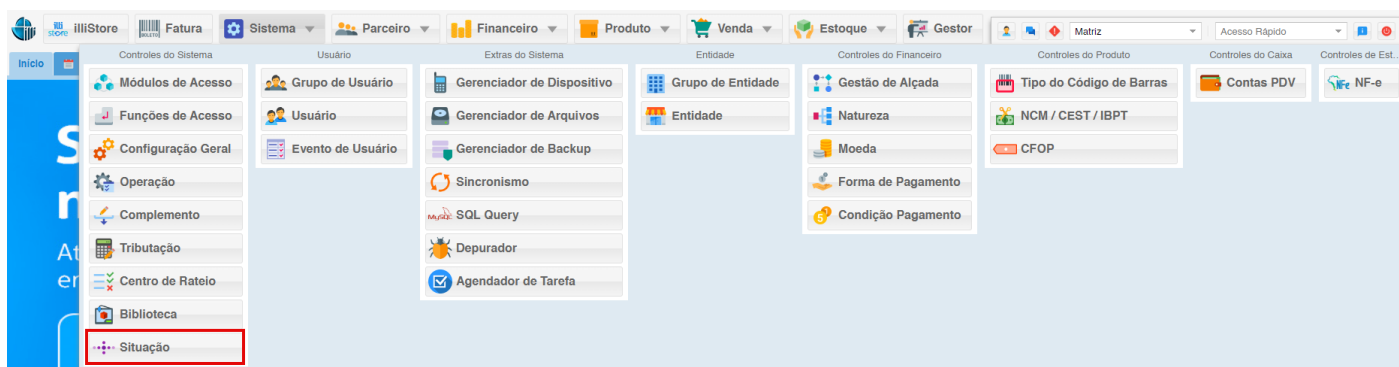 illiStore
Fatura
Sistema
Parceiro
Financeiro
Produto
Venda
Estoque
Gestor
Matriz
Acesso Rápido
Início
Controles do Sistema
Módulos de Acesso
Funções de Acesso
Configuração Geral
Operação
Complemento
Tributação
Centro de Rateio
Biblioteca
Situação
Usuário
Grupo de Usuário
Usuário
Evento de Usuário
Extras do Sistema
Gerenciador de Dispositivo
Gerenciador de Arquivos
Gerenciador de Backup
Sincronismo
SQL Query
Depurador
Agendador de Tarefa
Entidade
Grupo de Entidade
Entidade
Controles do Financeiro
Gestão de Alçada
Natureza
Moeda
Forma de Pagamento
Condição Pagamento
Controles do Produto
Tipo do Código de Barras
NCM / CEST / IBPT
CFOP
Controles do Caixa
Contas PDV
Controles de Est...
NF-e
S
At
er